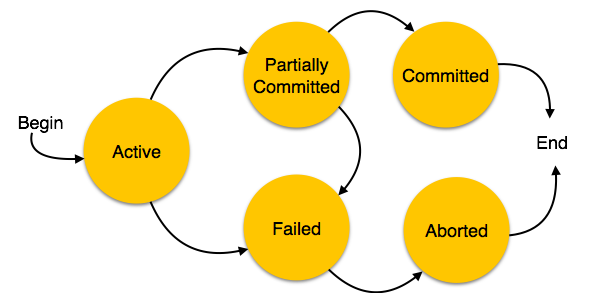 Partially
Committed
Committed
Begin
Active
End
Failed
Aborted